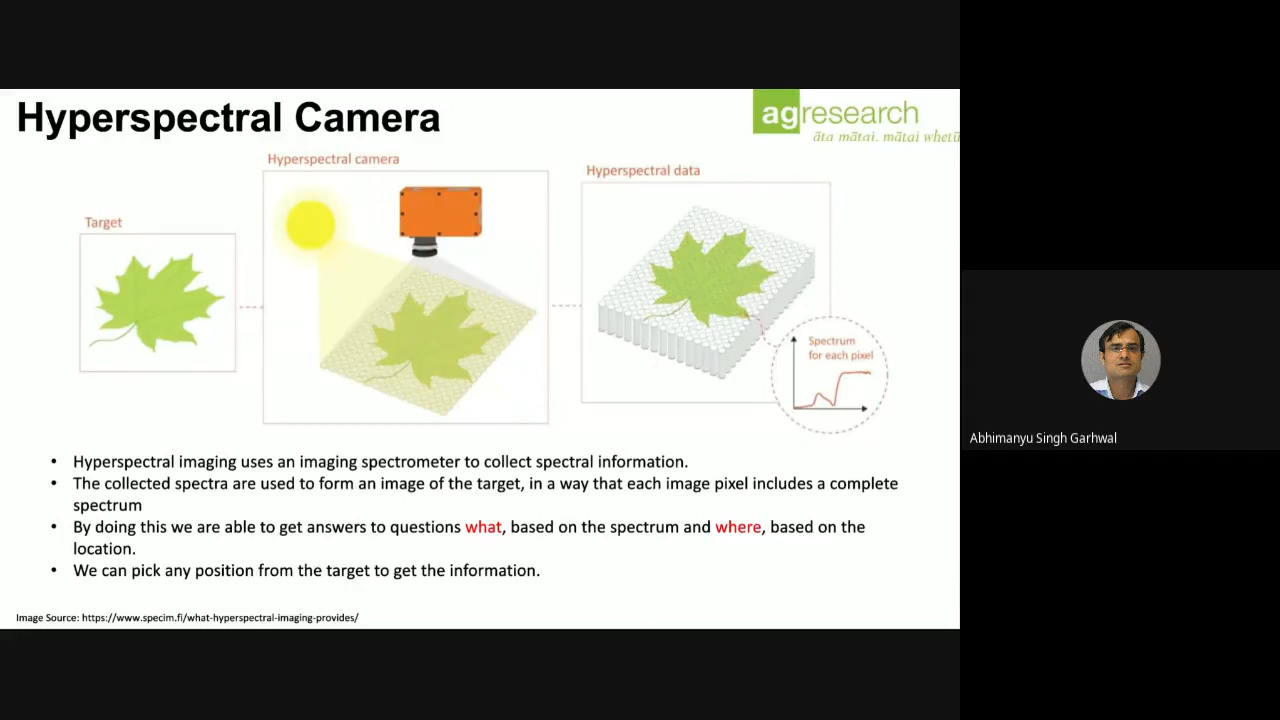 Hyperspectral Camera
agresearch
āta mātai, mātai whetū
Hyperspectral camera
Hyperspectral data
Target
Spectrum
for each pixel
• Hyperspectral imaging uses an imaging spectrometer to collect spectral information.
• The collected spectra are used to form an image of the target, in a way that each image pixel includes a complete
spectrum
• By doing this we are able to get answers to questions what, based on the spectrum and where, based on the
location.
• We can pick any position from the target to get the information.
Image Source: https://www.specim.fi/what-hyperspectral-imaging-provides/
Abhimanyu Singh Garhwal